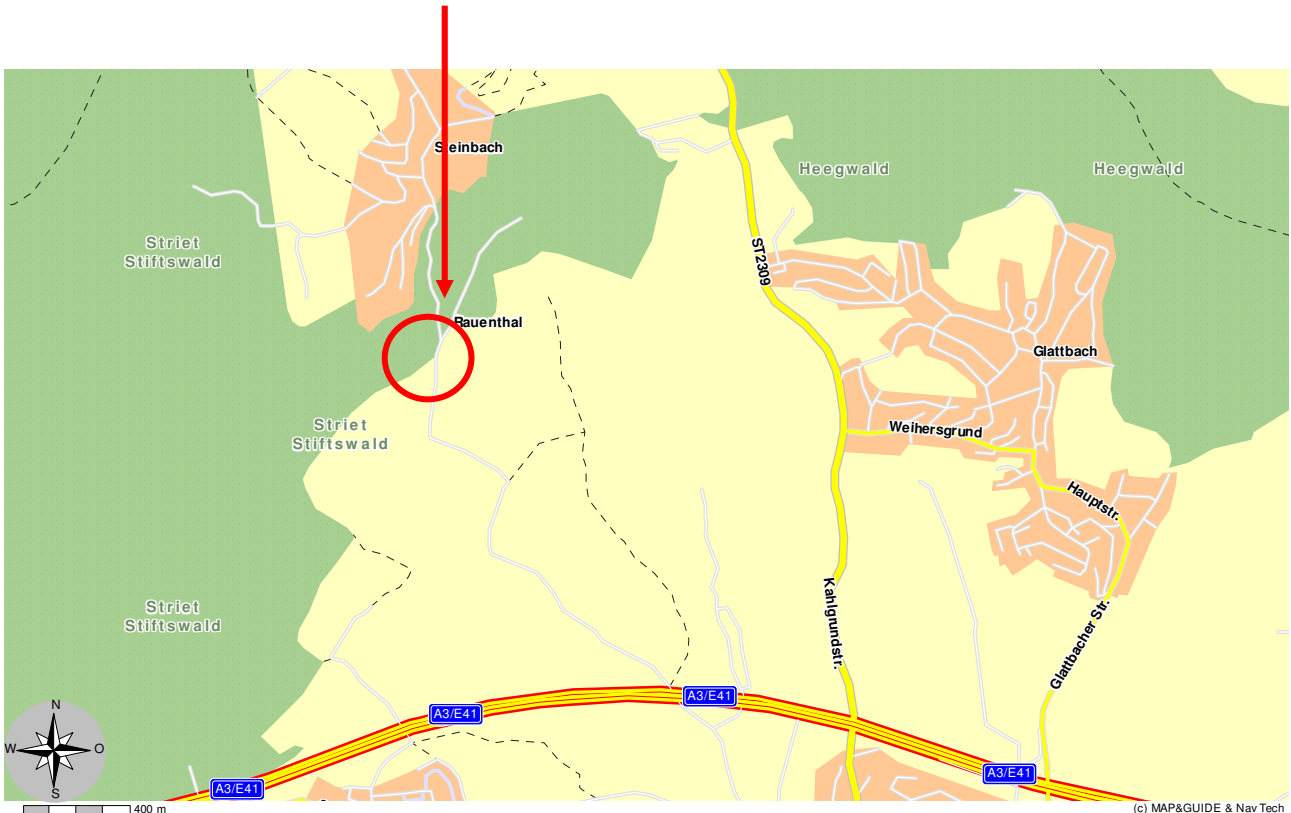 Steinbach
Heegwald
Heegwald
Striet
Stiftswald
ST2309
Rauenthal
Glattbach
Striet
Stiftswald
Weihersgrund
Hauptstr.
Kahlgrundstr.
Striet
Stiftswald
Glattbacher Str.
A3/E41
A3/E41
A3/E41
A3/E41
N
W
O
S
400 m
(c) MAP&GUIDE & Nav Tech